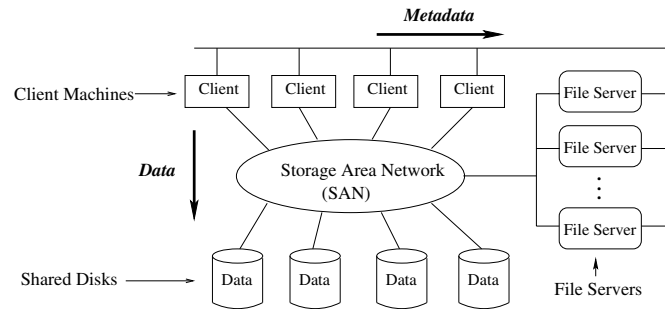 Metadata
Client Machines
Client
Client
Client
Client
File Server
File Server
Data
Storage Area Network
(SAN)
File Server
Shared Disks
Data
Data
Data
Data
File Servers